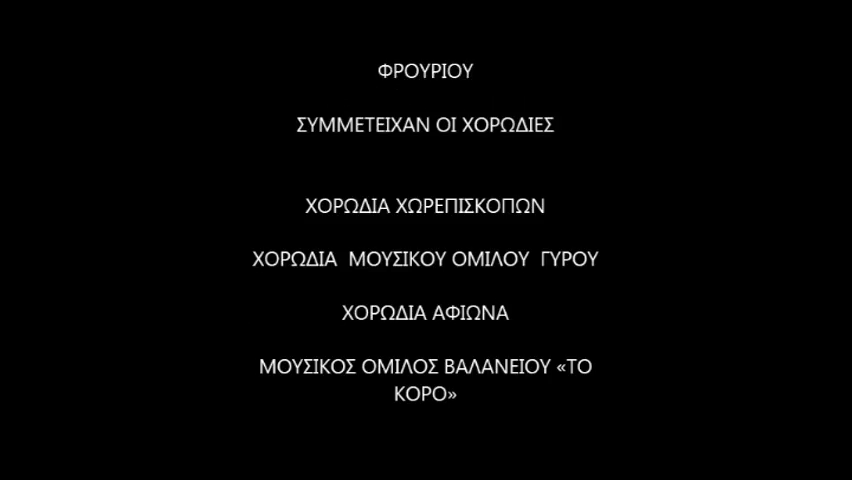 ΦΡΟΥΡΙΟΥ
ΣΥΜΜΕΤΕΙΧΑΝ ΟΙ ΧΟΡΩΔΙΕΣ
ΧΟΡΩΔΙΑ ΧΩΡΕΠΙΣΚΟΠΩΝ
ΧΟΡΩΔΙΑ ΜΟΥΣΙΚΟΥ ΟΜΙΛΟΥ ΓΥΡΟΥ
ΧΟΡΩΔΙΑ ΑΦΙΩΝΑ
ΜΟΥΣΙΚΟΣ ΟΜΙΛΟΣ ΒΑΛΑΝΕΙΟΥ «ΤΟ
ΚΟΡΟ»